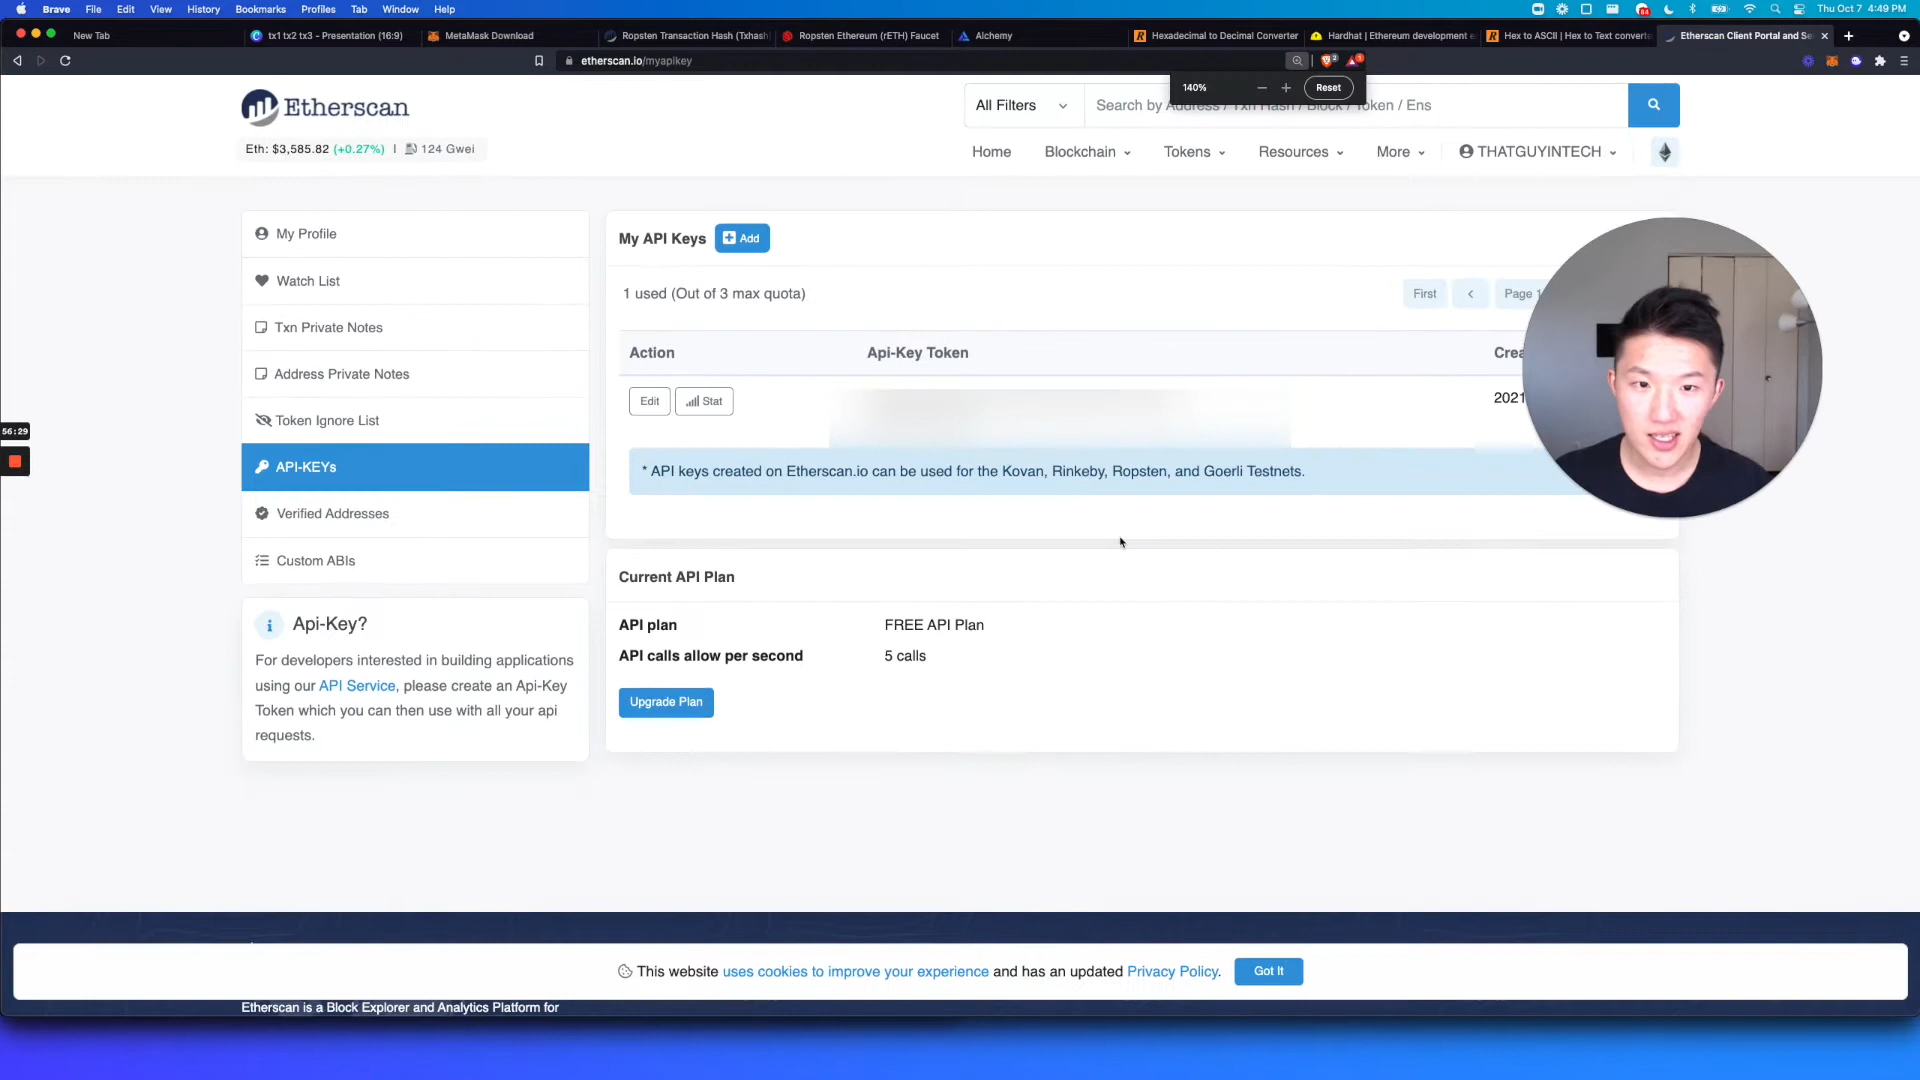 Brave File Edit View History Bookmarks Profiles Tab Window Help
84
Thu Oct 7 4:49 PM
New Tab
tx1 tx2 tx3 - Presentation (16:9)
MetaMask Download
Ropsten Transaction Hash (Txhash
Ropsten Ethereum (rETH) Faucet
Alchemy
Hexadecimal to Decimal Converter
Hardhat | Ethereum development e
Hex to ASCII | Hex to Text converte
Etherscan Client Portal and Se
etherscan.io/myapikey
2
1
140%
Reset
Etherscan
All Filters
Search by Address / Txn Hash / Block / Token / Ens
Eth: $3,585.82 (+0.27%) | 124 Gwei
Home
Blockchain
Tokens
Resources
More
THATGUYINTECH
My Profile
Watch List
Txn Private Notes
Address Private Notes
Token Ignore List
API-KEYs
Verified Addresses
Custom ABIs
56:29
My API Keys
Add
1 used (Out of 3 max quota)
First
Page 1
Action
Api-Key Token
Crea
Edit
Stat
2021
* API keys created on Etherscan.io can be used for the Kovan, Rinkeby, Ropsten, and Goerli Testnets.
Current API Plan
API plan
FREE API Plan
API calls allow per second
5 calls
Upgrade Plan
Api-Key?
For developers interested in building applications
using our API Service, please create an Api-Key
Token which you can then use with all your api
requests.
This website uses cookies to improve your experience and has an updated Privacy Policy.
Got It
Etherscan is a Block Explorer and Analytics Platform for